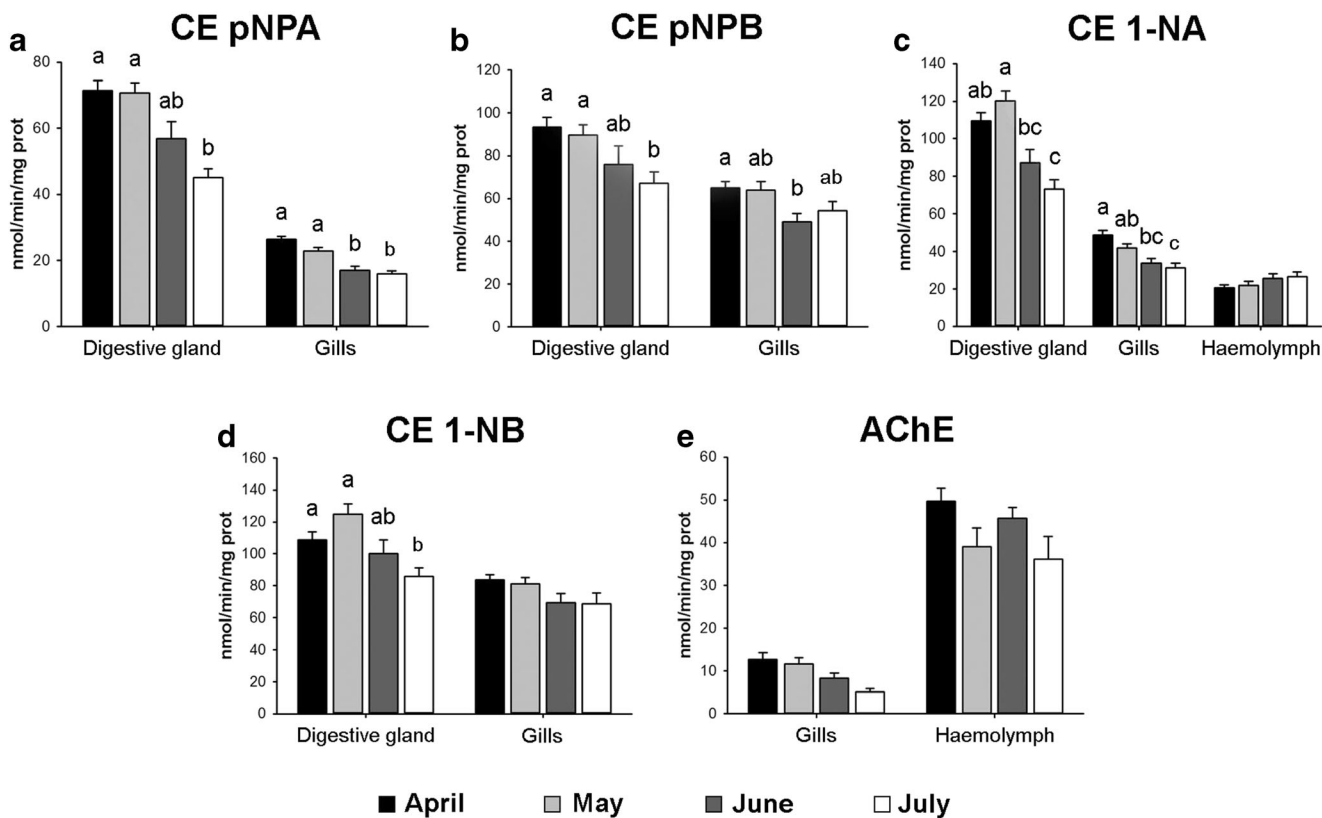 a CE pNPA
nmol/min/mg prot
80
60
40
20
0
a a ab b
a a b b
Digestive gland Gills
b CE pNPB
nmol/min/mg prot
120
100
80
60
40
20
0
a a ab b
a ab b ab
Digestive gland Gills
c CE 1-NA
nmol/min/mg prot
140
120
100
80
60
40
20
0
ab a bc c
a ab bc c
Digestive gland Gills Haemolymph
d CE 1-NB
nmol/min/mg prot
160
140
120
100
80
60
40
20
0
a a ab b
Digestive gland Gills
e AChE
nmol/min/mg prot
60
50
40
30
20
10
0
Gills Haemolymph
April May June July